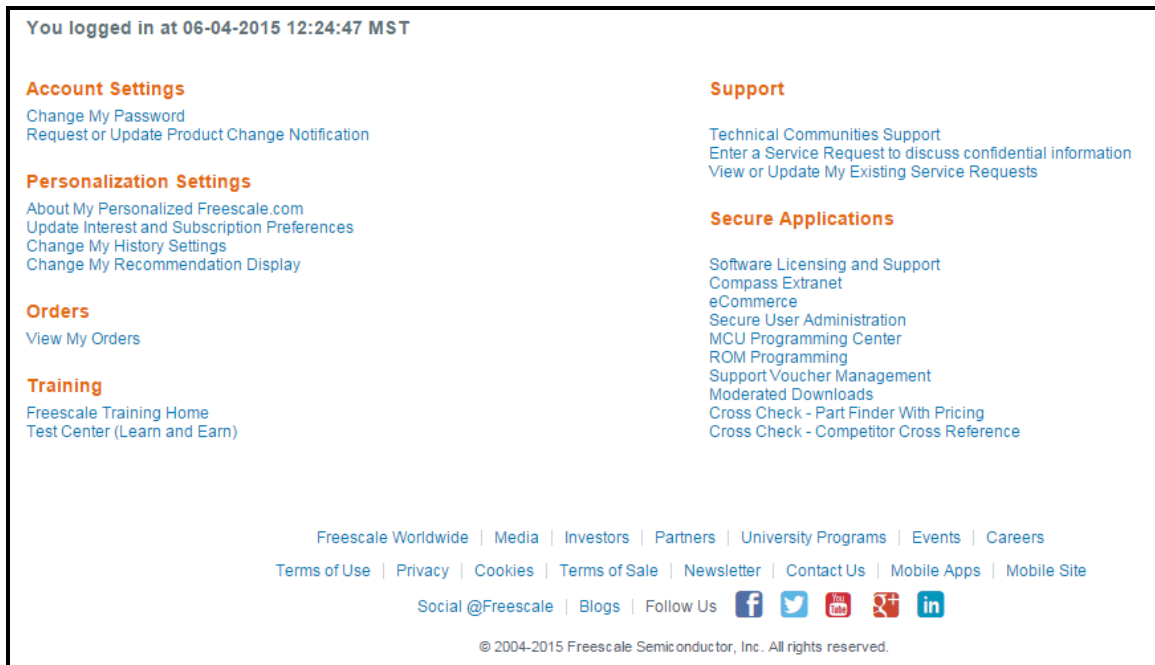 You logged in at 06-04-2015 12:24:47 MST
Account Settings
Change My Password
Request or Update Product Change Notification
Personalization Settings
About My Personalized Freescale.com
Update Interest and Subscription Preferences
Change My History Settings
Change My Recommendation Display
Orders
View My Orders
Training
Freescale Training Home
Test Center (Learn and Earn)
Support
Technical Communities Support
Enter a Service Request to discuss confidential information
View or Update My Existing Service Requests
Secure Applications
Software Licensing and Support
Compass Extranet
eCommerce
Secure User Administration
MCU Programming Center
ROM Programming
Support Voucher Management
Moderated Downloads
Cross Check - Part Finder With Pricing
Cross Check - Competitor Cross Reference
Freescale Worldwide | Media | Investors | Partners | University Programs | Events | Careers
Terms of Use | Privacy | Cookies | Terms of Sale | Newsletter | Contact Us | Mobile Apps | Mobile Site
Social @Freescale | Blogs | Follow Us f You Tube g+ in
© 2004-2015 Freescale Semiconductor, Inc. All rights reserved.